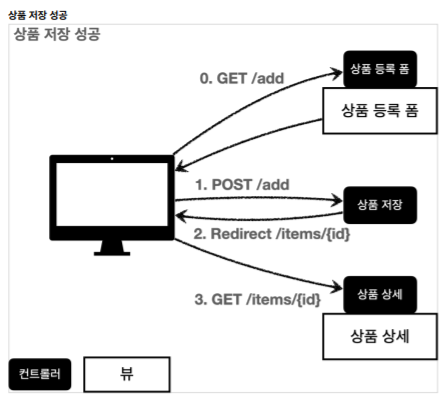 상품 저장 성공
상품 저장 성공
상품 등록 폼
0. GET /add
상품 등록 폼
1. POST /add
상품 저장
2. Redirect /items/{id}
상품 상세
3. GET /items/{id}
상품 상세
컨트롤러
뷰